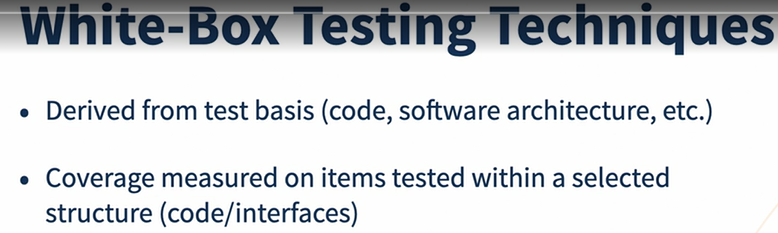 White-Box Testing Techniques
• Derived from test basis (code, software architecture, etc.)
• Coverage measured on items tested within a selected
structure (code/interfaces)